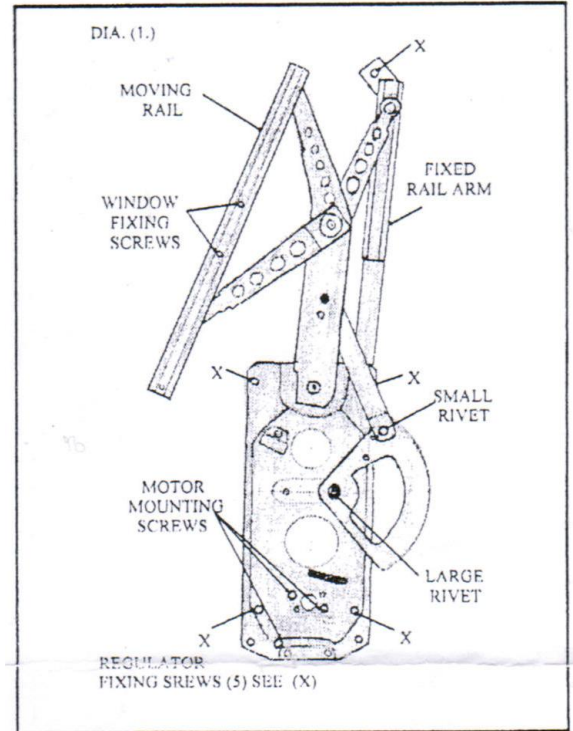 DIA. (1.)
X
MOVING
RAIL
WINDOW
FIXING
SCREWS
FIXED
RAIL ARM
X
X
SMALL
RIVET
MOTOR
MOUNTING
SCREWS
LARGE
RIVET
X
X
REGULATOR
FIXING SREWS (5) SEE (X)